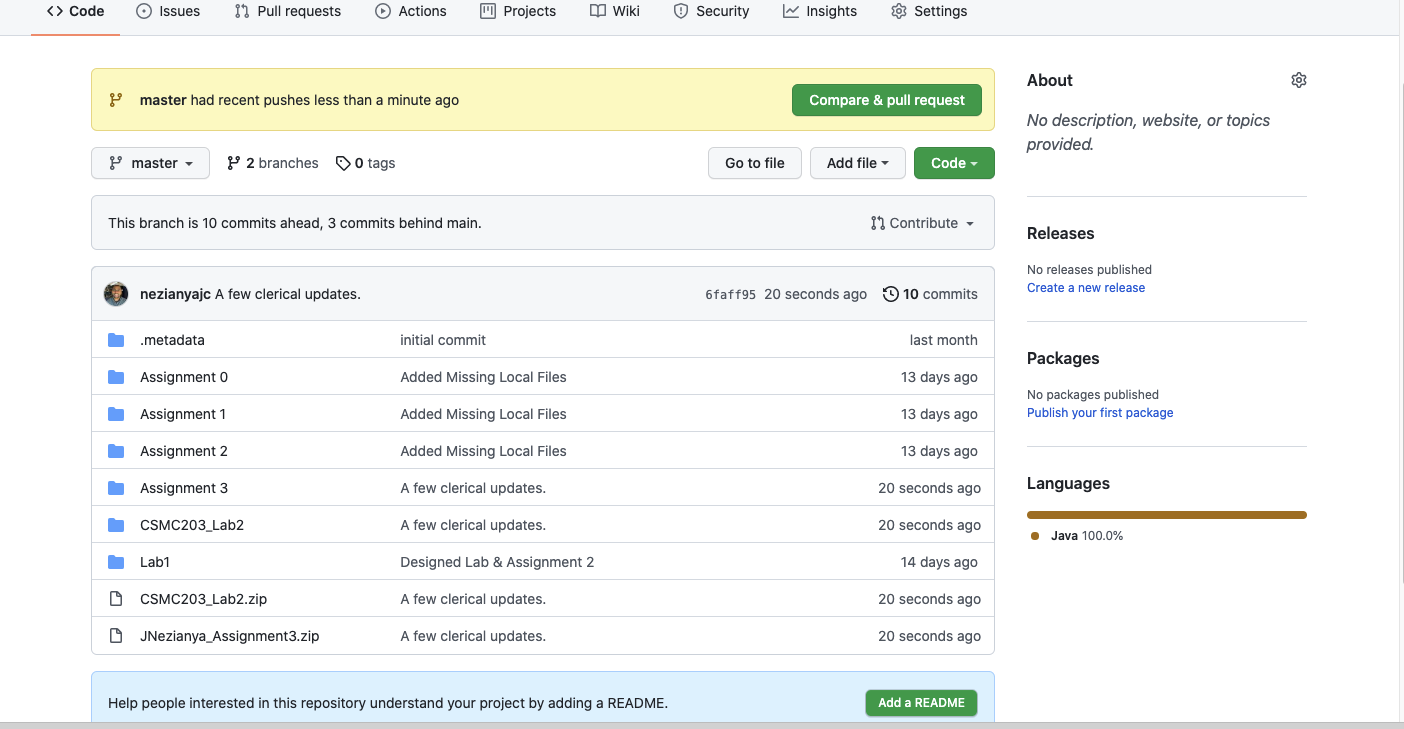 Code Issues Pull requests Actions Projects Wiki Security Insights Settings
master had recent pushes less than a minute ago Compare & pull request
master 2 branches 0 tags Go to file Add file Code
This branch is 10 commits ahead, 3 commits behind main. Contribute
nezianyajc A few clerical updates. 6faff95 20 seconds ago 10 commits
.metadata initial commit last month
Assignment 0 Added Missing Local Files 13 days ago
Assignment 1 Added Missing Local Files 13 days ago
Assignment 2 Added Missing Local Files 13 days ago
Assignment 3 A few clerical updates. 20 seconds ago
CSMC203_Lab2 A few clerical updates. 20 seconds ago
Lab1 Designed Lab & Assignment 2 14 days ago
CSMC203_Lab2.zip A few clerical updates. 20 seconds ago
JNezianya_Assignment3.zip A few clerical updates. 20 seconds ago
Help people interested in this repository understand your project by adding a README. Add a README
About
No description, website, or topics
provided.
Releases
No releases published
Create a new release
Packages
No packages published
Publish your first package
Languages
Java 100.0%